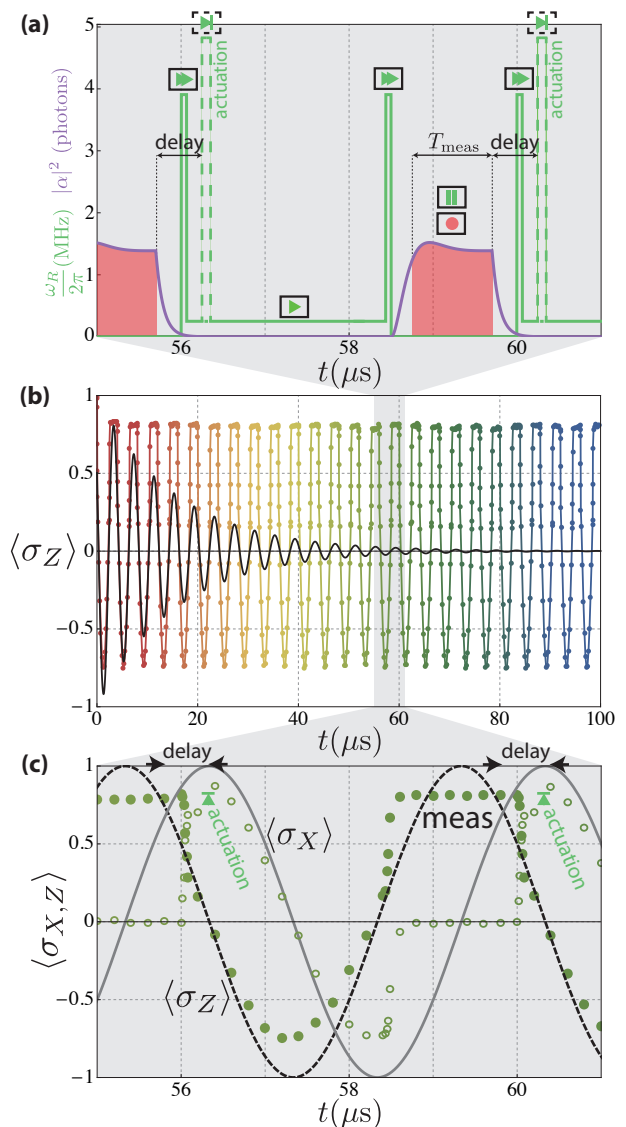 (a)
5
4
3
2
1
0
|α|² (photons)
ω_R/2π (MHz)
actuation
delay
T_meas
delay
actuation
56
58
60
t(μs)
(b)
1
0.5
0
−0.5
−1
⟨σ_Z⟩
0
20
40
60
80
100
t(μs)
(c)
delay
delay
1
0.5
0
−0.5
−1
⟨σ_X,Z⟩
actuation
⟨σ_X⟩
meas
actuation
⟨σ_Z⟩
56
58
60
t(μs)